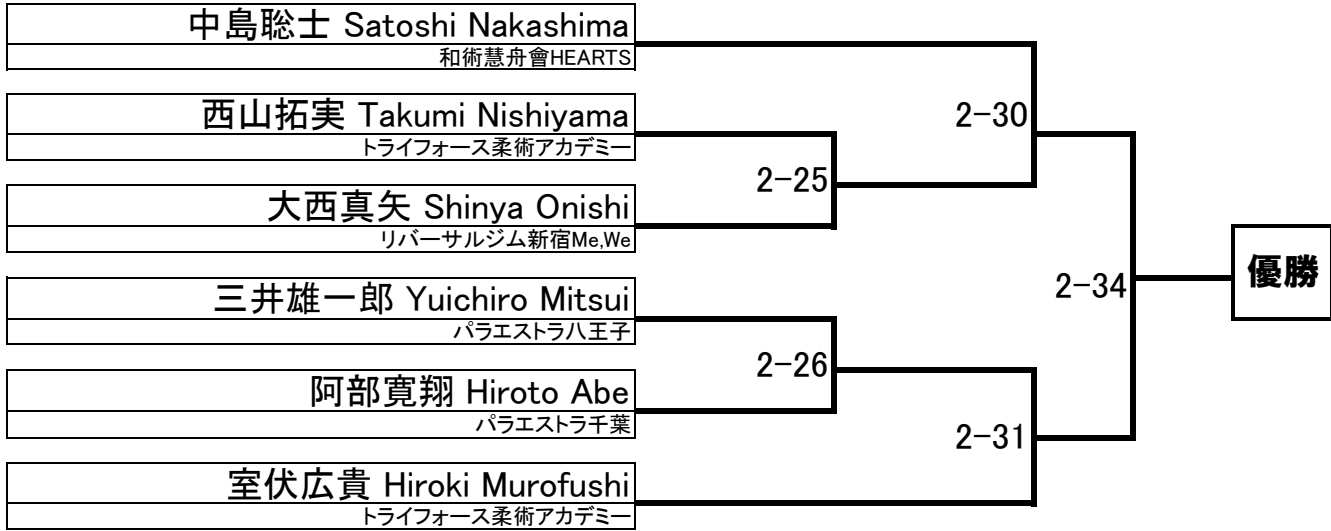 中島聡士 Satoshi Nakashima
和術慧舟會HEARTS
西山拓実 Takumi Nishiyama
トライフォース柔術アカデミー
大西真矢 Shinya Onishi
リバーサルジム新宿Me,We
三井雄一郎 Yuichiro Mitsui
パラエストラ八王子
阿部寛翔 Hiroto Abe
パラエストラ千葉
室伏広貴 Hiroki Murofushi
トライフォース柔術アカデミー
2-25
2-26
2-30
2-31
2-34
優勝